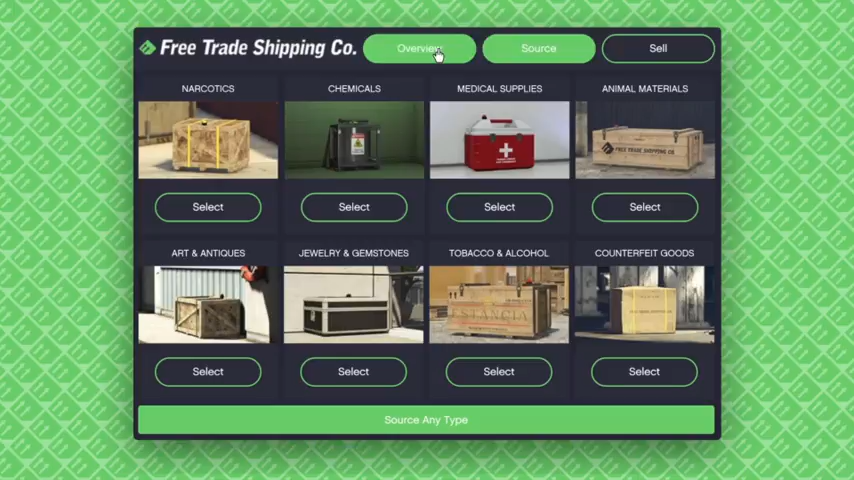 Free Trade Shipping Co.
Overview
Source
Sell
NARCOTICS
CHEMICALS
MEDICAL SUPPLIES
ANIMAL MATERIALS
FREE TRADE SHIPPING CO.
Select
Select
Select
Select
ART & ANTIQUES
JEWELRY & GEMSTONES
TOBACCO & ALCOHOL
COUNTERFEIT GOODS
ESTANCIA
Select
Select
Select
Select
Source Any Type